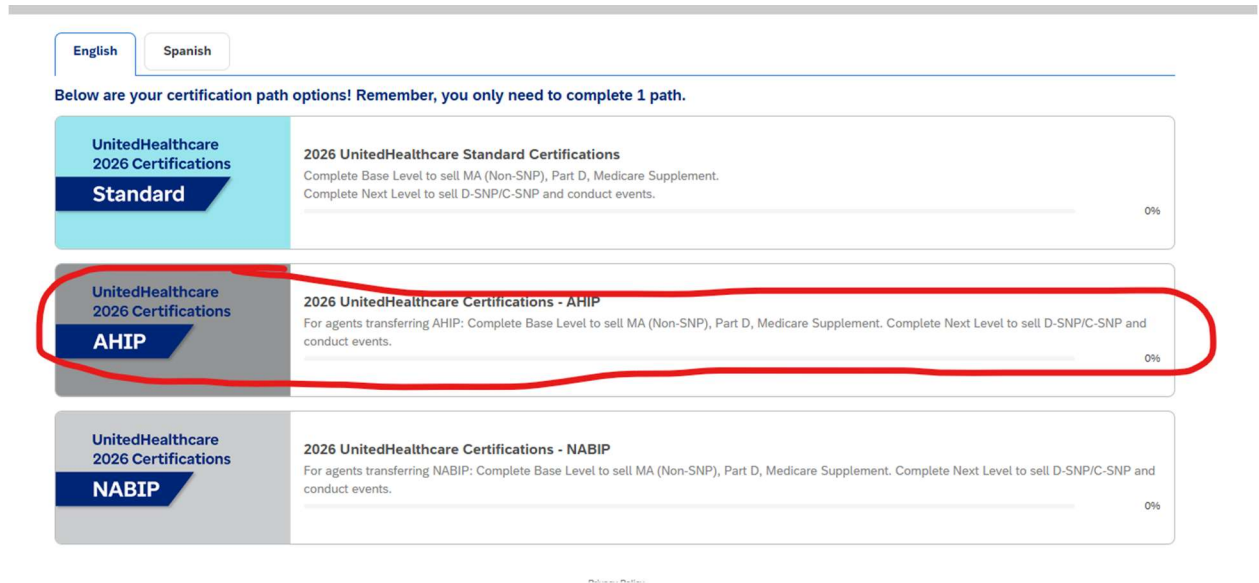 English
Spanish
Below are your certification path options! Remember, you only need to complete 1 path.
UnitedHealthcare
2026 Certifications
Standard
2026 UnitedHealthcare Standard Certifications
Complete Base Level to sell MA (Non-SNP), Part D, Medicare Supplement.
Complete Next Level to sell D-SNP/C-SNP and conduct events.
0%
UnitedHealthcare
2026 Certifications
AHIP
2026 UnitedHealthcare Certifications - AHIP
For agents transferring AHIP: Complete Base Level to sell MA (Non-SNP), Part D, Medicare Supplement. Complete Next Level to sell D-SNP/C-SNP and
conduct events.
0%
UnitedHealthcare
2026 Certifications
NABIP
2026 UnitedHealthcare Certifications - NABIP
For agents transferring NABIP: Complete Base Level to sell MA (Non-SNP), Part D, Medicare Supplement. Complete Next Level to sell D-SNP/C-SNP and
conduct events.
0%
Privacy Policy